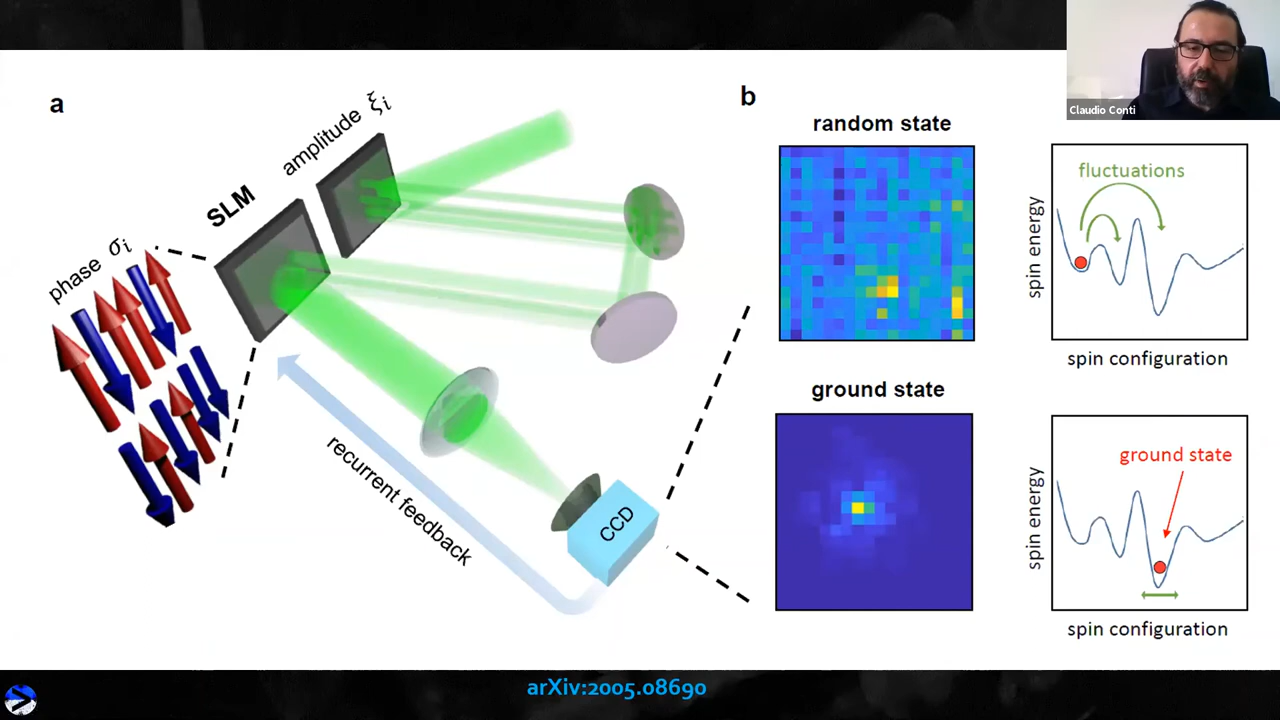 a
amplitude ξi
SLM
phase σi
recurrent feedback
CCD
b
random state
fluctuations
spin energy
spin configuration
ground state
ground state
spin energy
spin configuration
Claudio Conti
arXiv:2005.08690